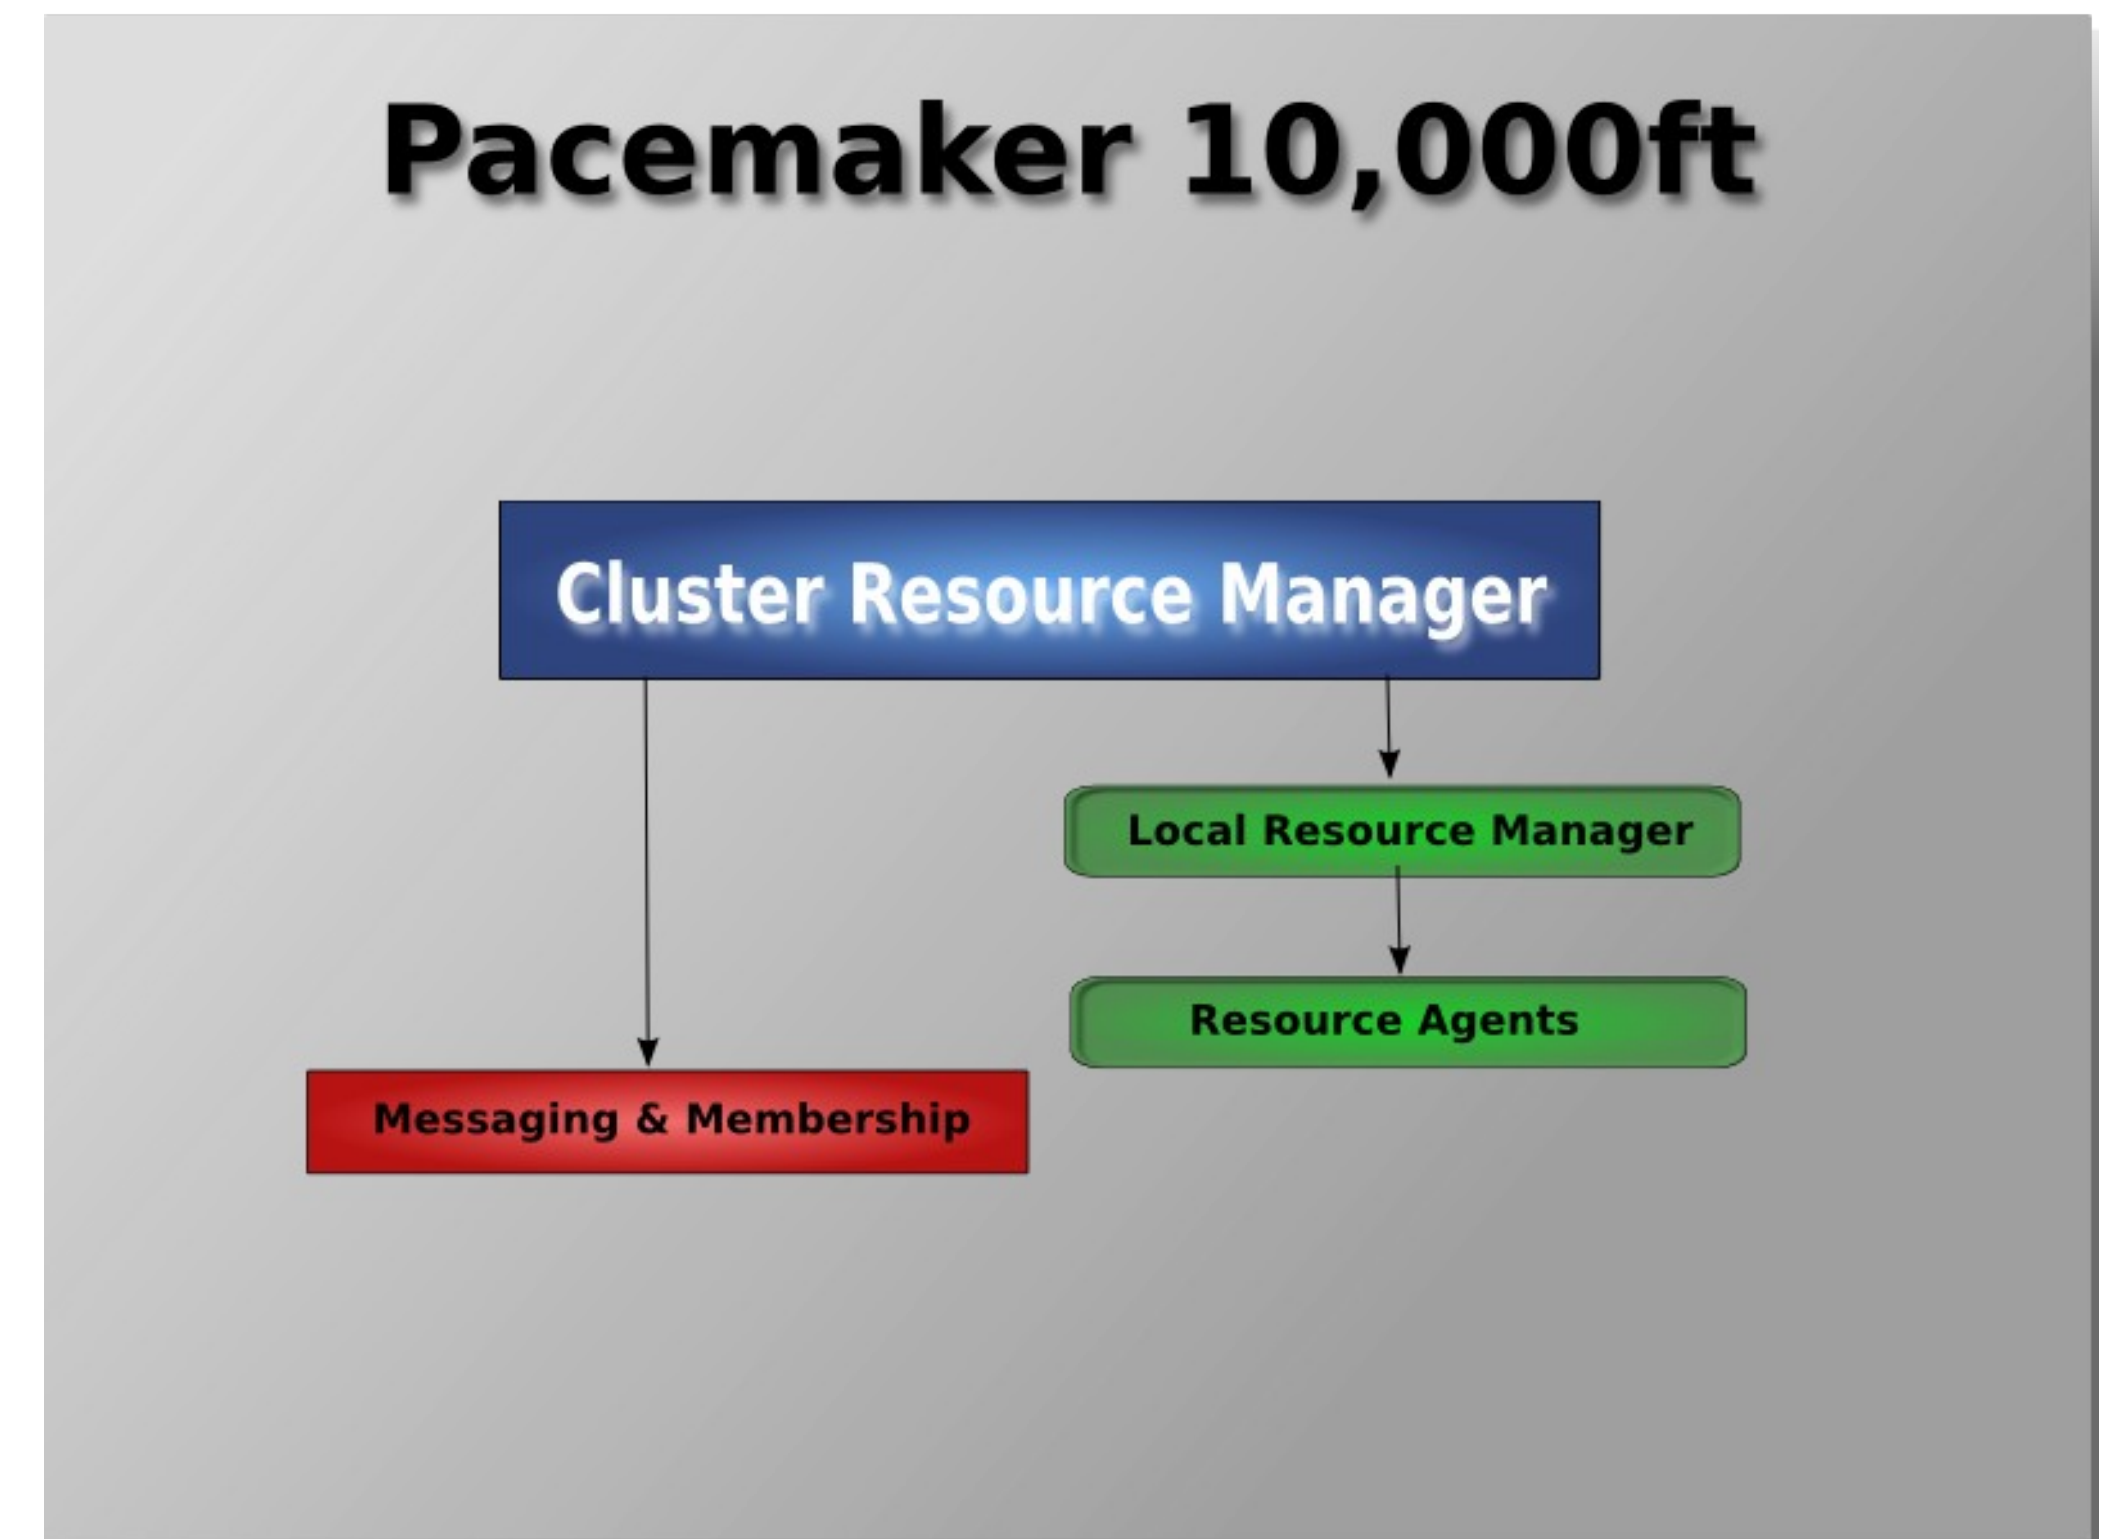 Pacemaker 10,000ft
Cluster Resource Manager
Local Resource Manager
Resource Agents
Messaging & Membership